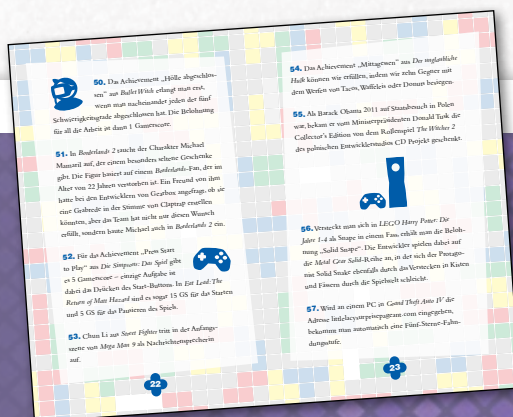 50. Das Achievement „Hölle abgeschlos-
sen“ aus Bullet Witch erlangt man erst,
wenn man nacheinander jeden der fünf
Schwierigkeitsgrade abgeschlossen hat. Die Belohnung
für all die Arbeit ist dann 1 Gamerscore.
51. In Borderlands 2 taucht der Charakter Michael
Mamaril auf, der einem besonders seltene Geschenke
gibt. Die Figur basiert auf einem Borderlands-Fan, der im
Alter von 22 Jahren verstorben ist. Ein Freund von ihm
hatte bei den Entwicklern von Gearbox angefragt, ob sie
eine Grabrede in der Stimme von Claptrap erstellen
könnten, aber das Team hat nicht nur diesen Wunsch
erfüllt, sondern baute Michael auch in Borderlands 2 ein.
52. Für das Achievement „Press Start
to Play“ aus Die Simpsons: Das Spiel gibt
es 5 Gamerscore – einzige Aufgabe ist
dabei das Drücken des Start-Buttons. In Eat Lead: The
Return of Matt Hazard sind es sogar 15 GS für das Starten
und 5 GS für das Pausieren des Spiels.
53. Chun Li aus Street Fighter tritt in der Anfangs-
szene von Mega Man 9 als Nachrichtensprecherin
auf.
22
54. Das Achievement „Mittagessen“ aus Der unglaubliche
Hulk können wir erfüllen, indem wir zehn Gegner mit
dem Werfen von Tacos, Waffeln oder Donuts besiegen.
55. Als Barack Obama 2011 auf Staatsbesuch in Polen
war, bekam er vom Ministerpräsidenten Donald Tusk die
Collector's Edition von dem Rollenspiel The Witcher 2
des polnischen Entwicklerstudios CD Projekt geschenkt.
56. Versteckt man sich in LEGO Harry Potter: Die
Jahre 1-4 als Snape in einem Fass, erhält man die Beloh-
nung „Solid Snape“. Die Entwickler spielen dabei auf
die Metal Gear Solid-Reihe an, in der sich der Protago-
nist Solid Snake ebenfalls durch das Verstecken in Kisten
und Fässern durch die Spielwelt schleicht.
57. Wird an einem PC in Grand Theft Auto IV die
Adresse littlelacysurprisepageant.com eingegeben,
bekommt man automatisch eine Fünf-Sterne-Fahn-
dungsstufe.
23